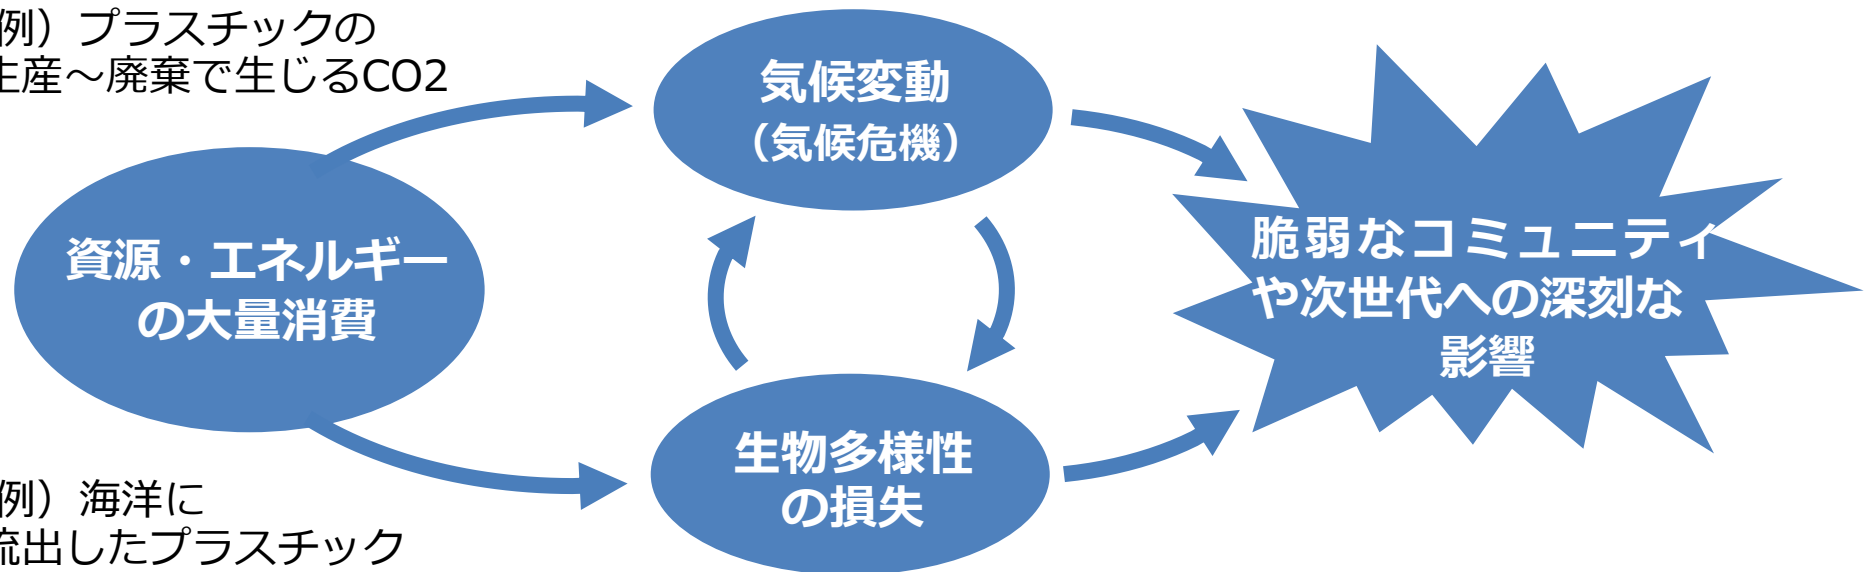 例）プラスチックの
生産～廃棄で生じるCO2
気候変動
（気候危機）
資源・エネルギー
の大量消費
脆弱なコミュニティ
や次世代への深刻な
影響
生物多様性
の損失
例）海洋に
流出したプラスチック